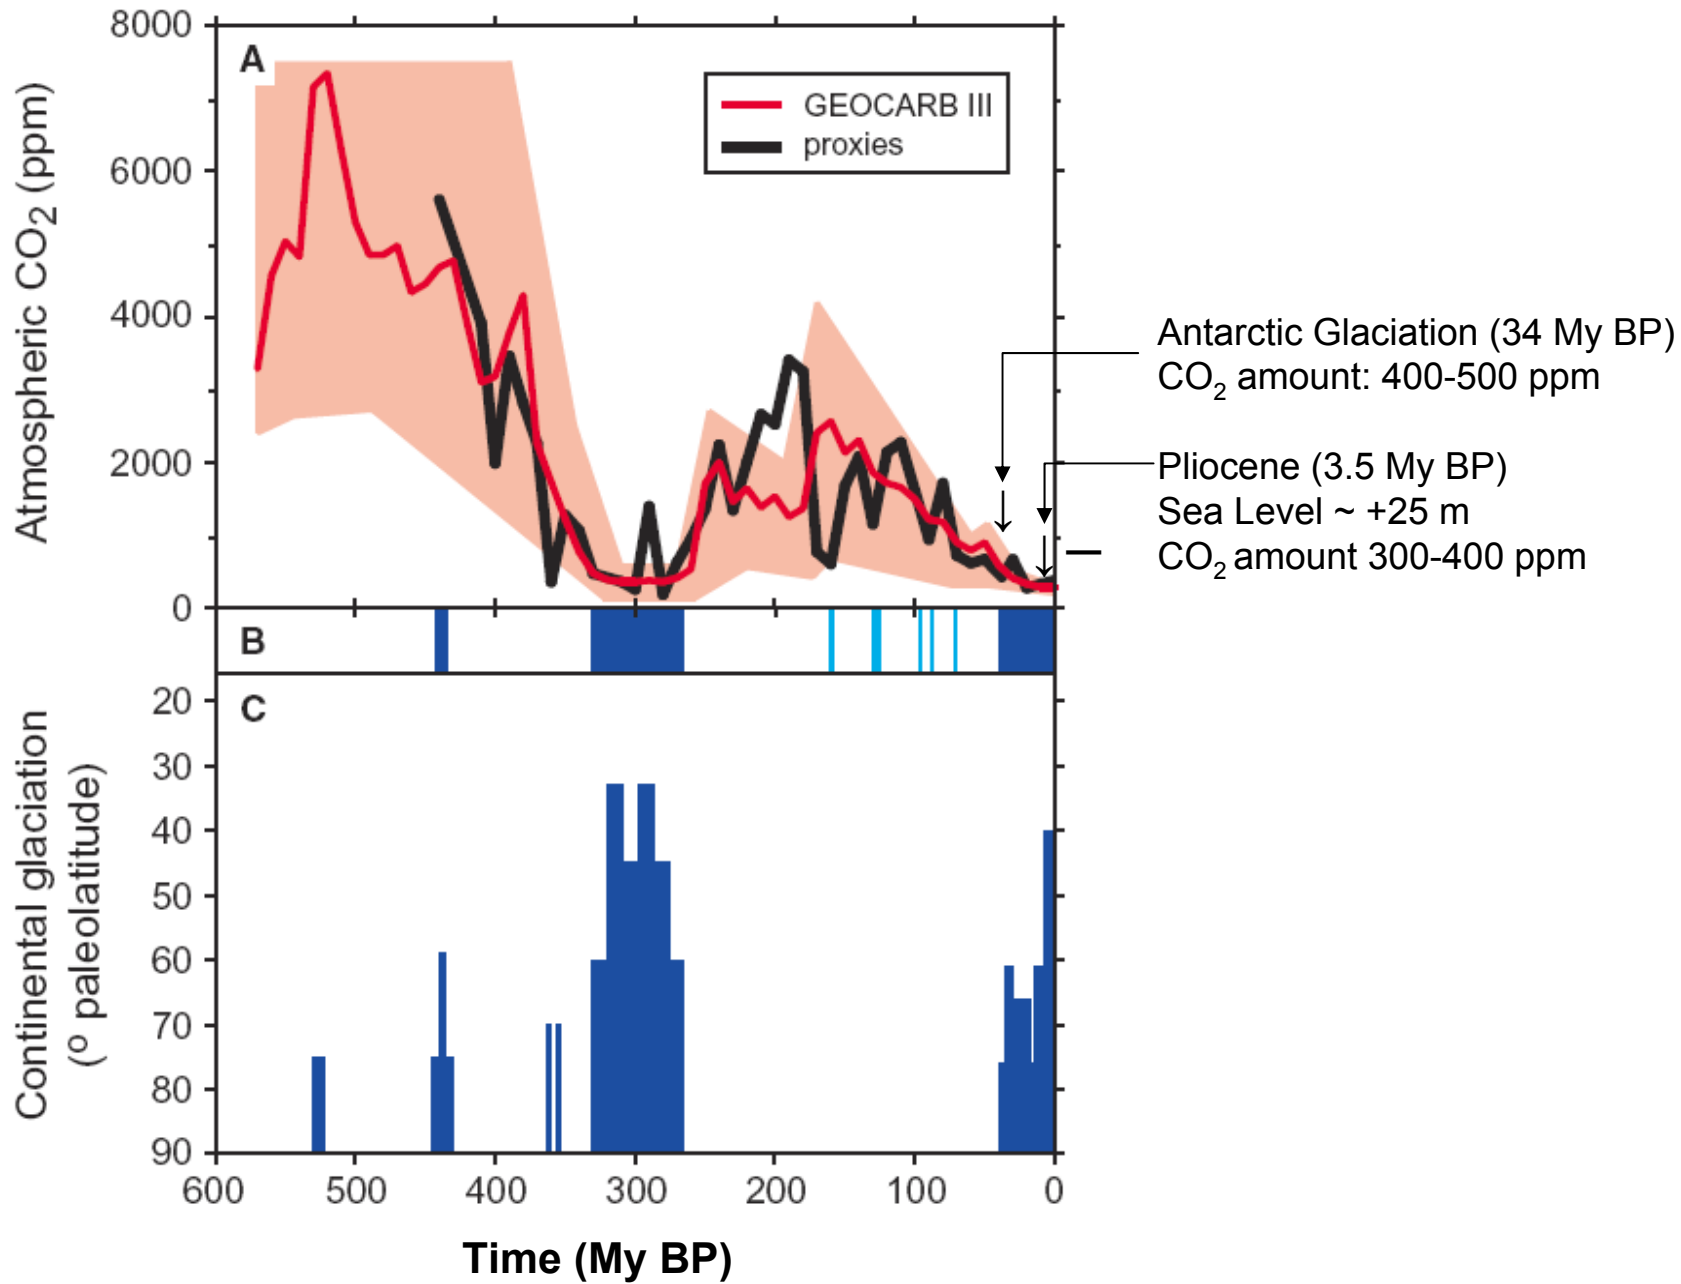 8000
6000
4000
2000
0
Atmospheric CO2 (ppm)
A
GEOCARB III
proxies
Antarctic Glaciation (34 My BP)
CO2 amount: 400-500 ppm
Pliocene (3.5 My BP)
Sea Level ~ +25 m
CO2 amount 300-400 ppm
B
C
20
30
40
50
60
70
80
90
Continental glaciation
(o paleolatitude)
600 500 400 300 200 100 0
Time (My BP)